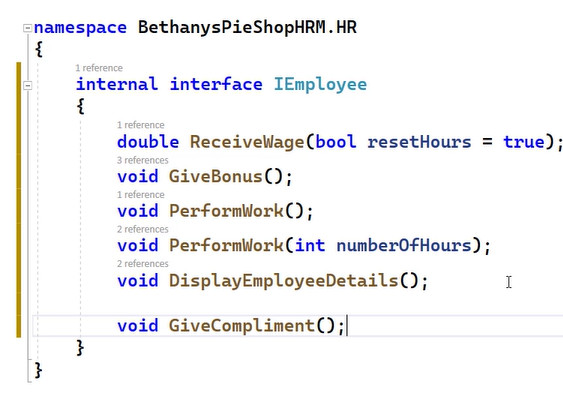 namespace BethanysPieShopHRM.HR
{
1 reference
internal interface IEmployee
{
1 reference
double ReceiveWage(bool resetHours = true);
3 references
void GiveBonus();
1 reference
void PerformWork();
2 references
void PerformWork(int numberOfHours);
2 references
void DisplayEmployeeDetails();
void GiveCompliment();
}
}